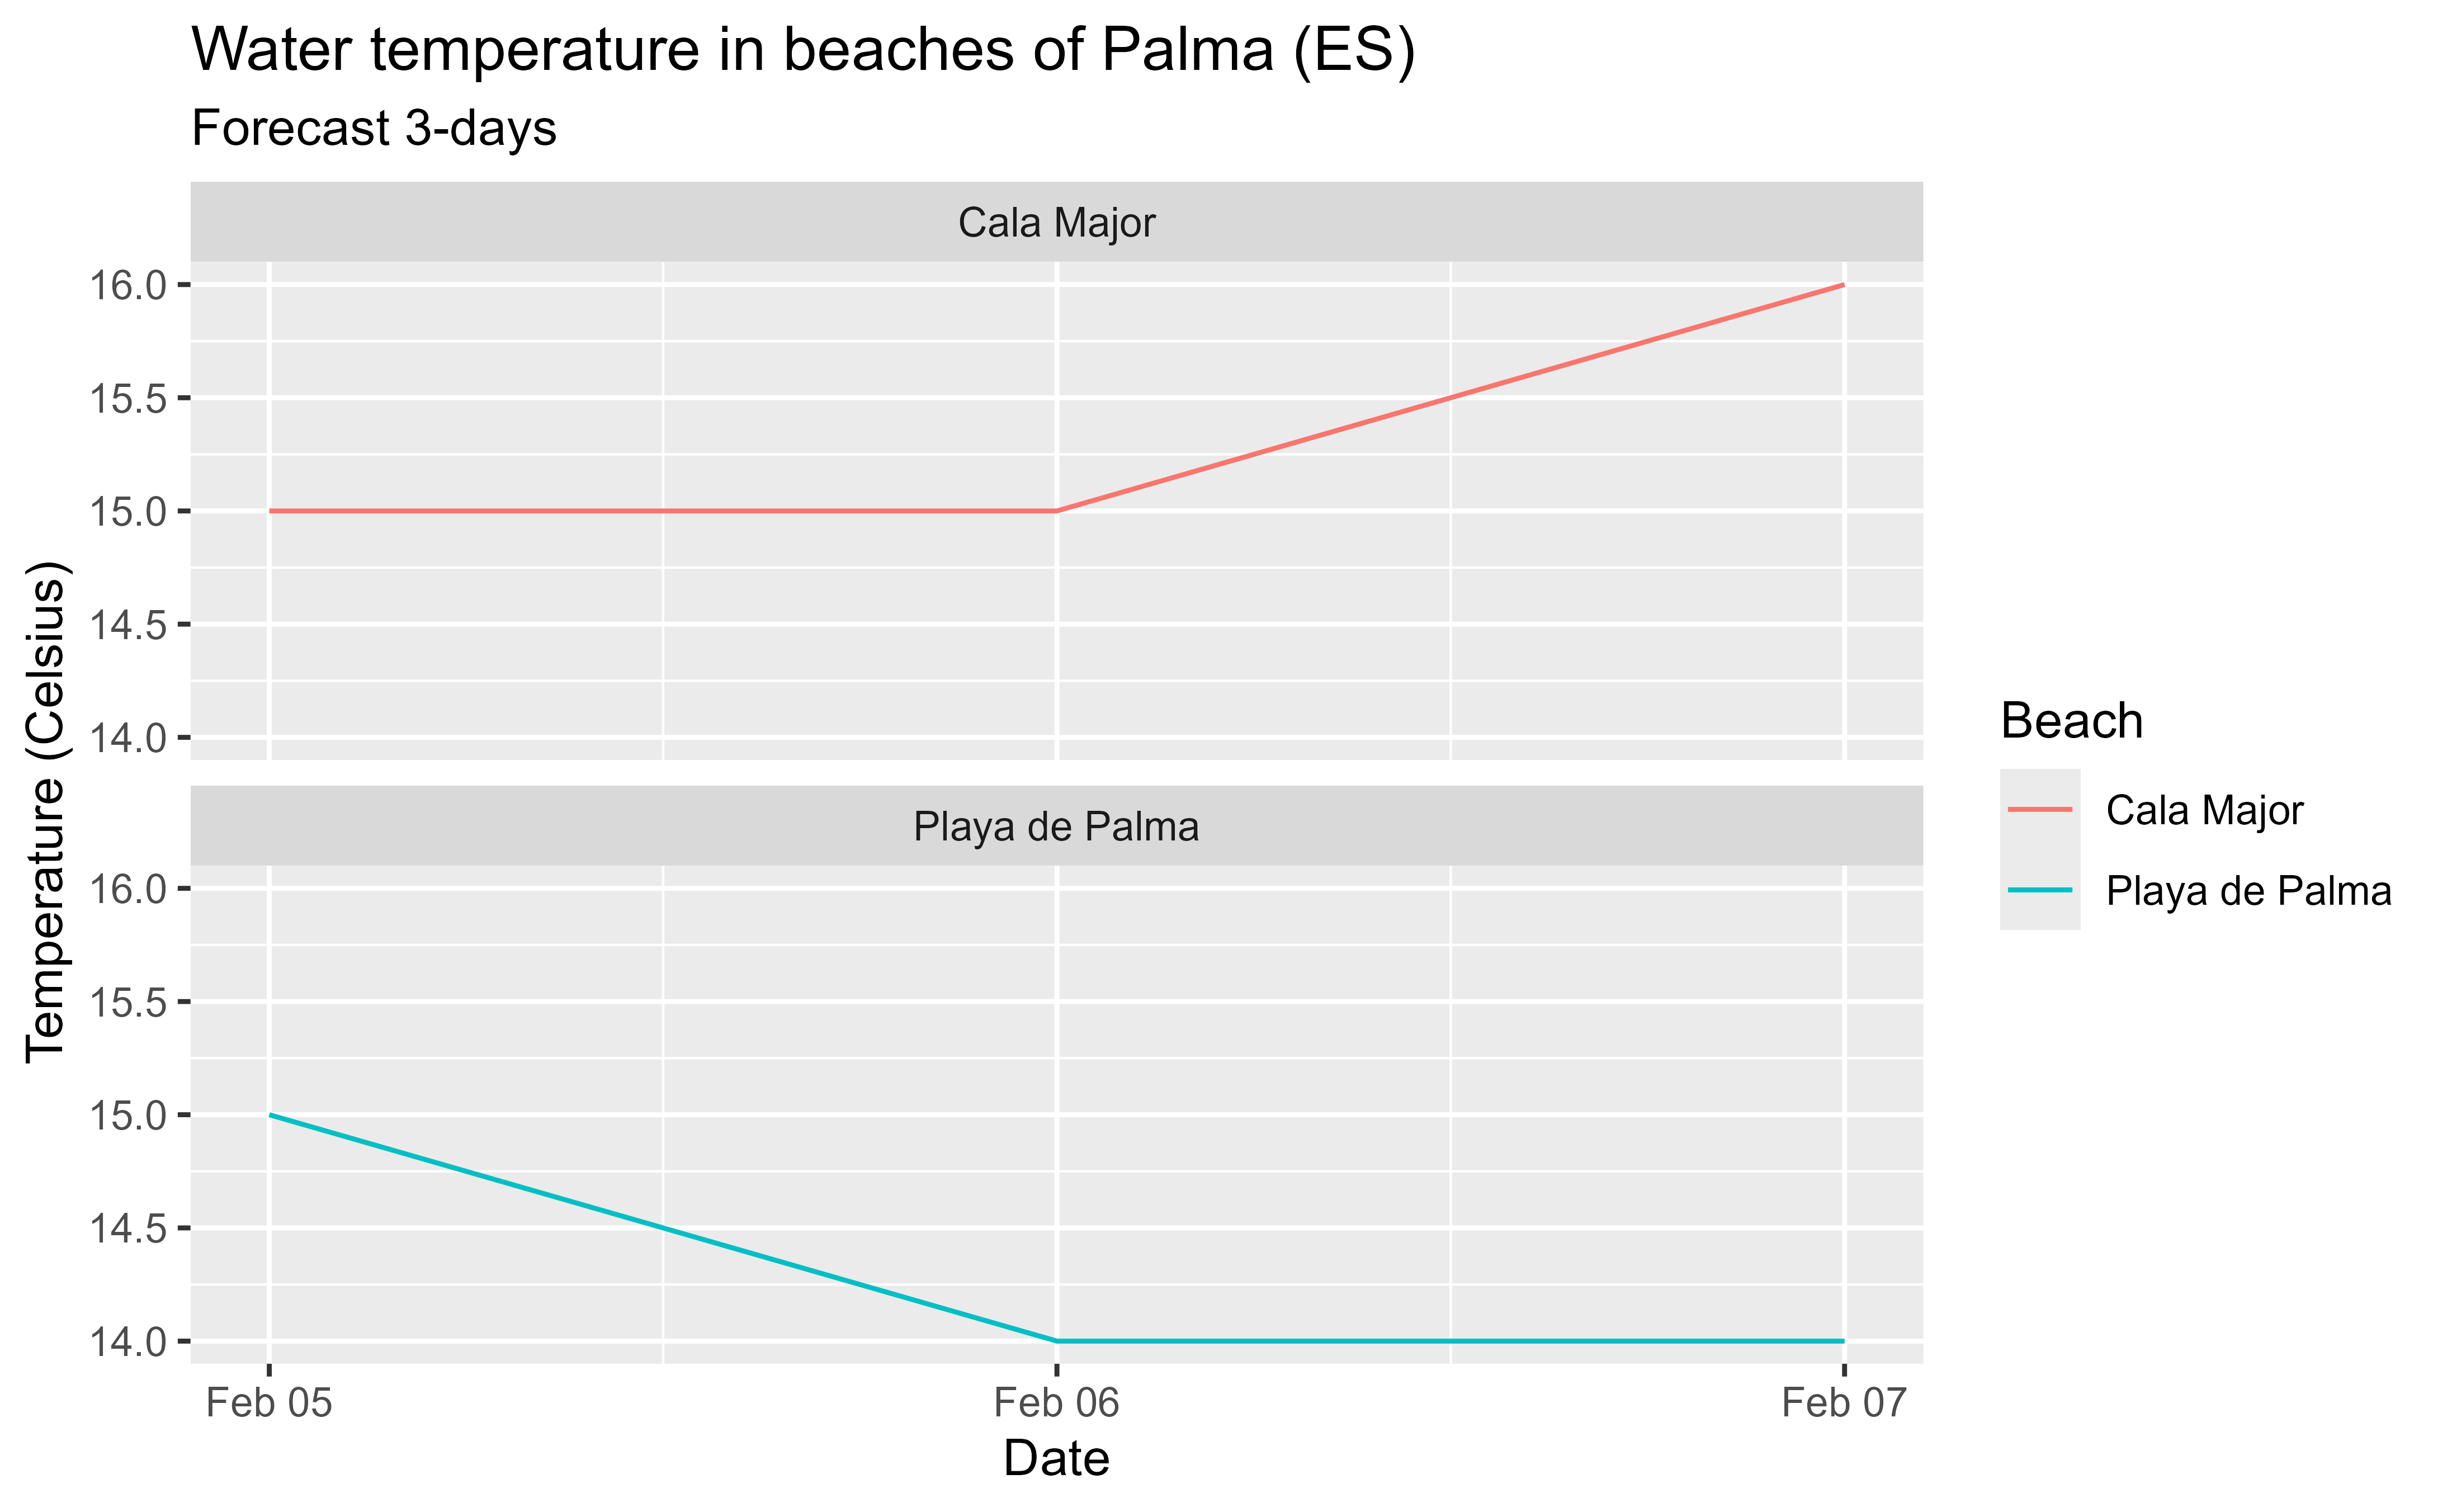 Water temperature in beaches of Palma (ES)
Forecast 3-days
Cala Major
16.0
15.5
15.0
14.5
14.0
Temperature (Celsius)
Playa de Palma
16.0
15.5
15.0
14.5
14.0
Feb 05 Feb 06 Feb 07
Date
Beach
Cala Major
Playa de Palma